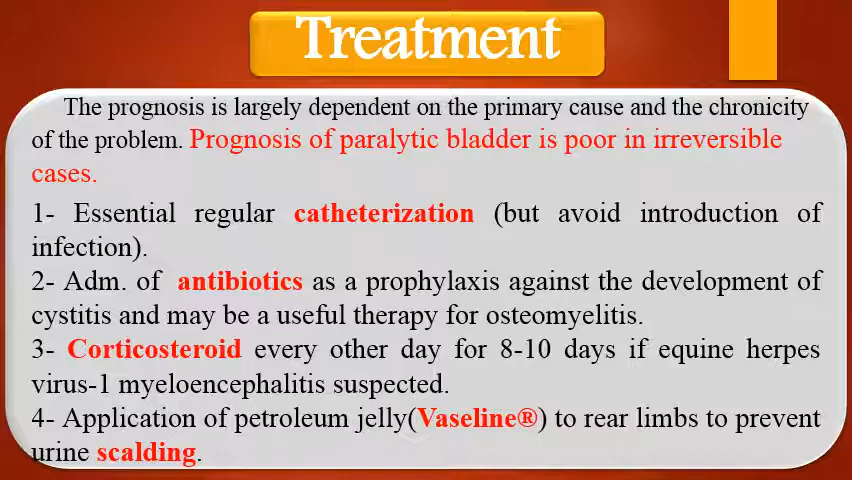 Treatment
The prognosis is largely dependent on the primary cause and the chronicity
of the problem. Prognosis of paralytic bladder is poor in irreversible
cases.
1- Essential regular catheterization (but avoid introduction of
infection).
2- Adm. of antibiotics as a prophylaxis against the development of
cystitis and may be a useful therapy for osteomyelitis.
3- Corticosteroid every other day for 8-10 days if equine herpes
virus-1 myeloencephalitis suspected.
4- Application of petroleum jelly(Vaseline®) to rear limbs to prevent
urine scalding.